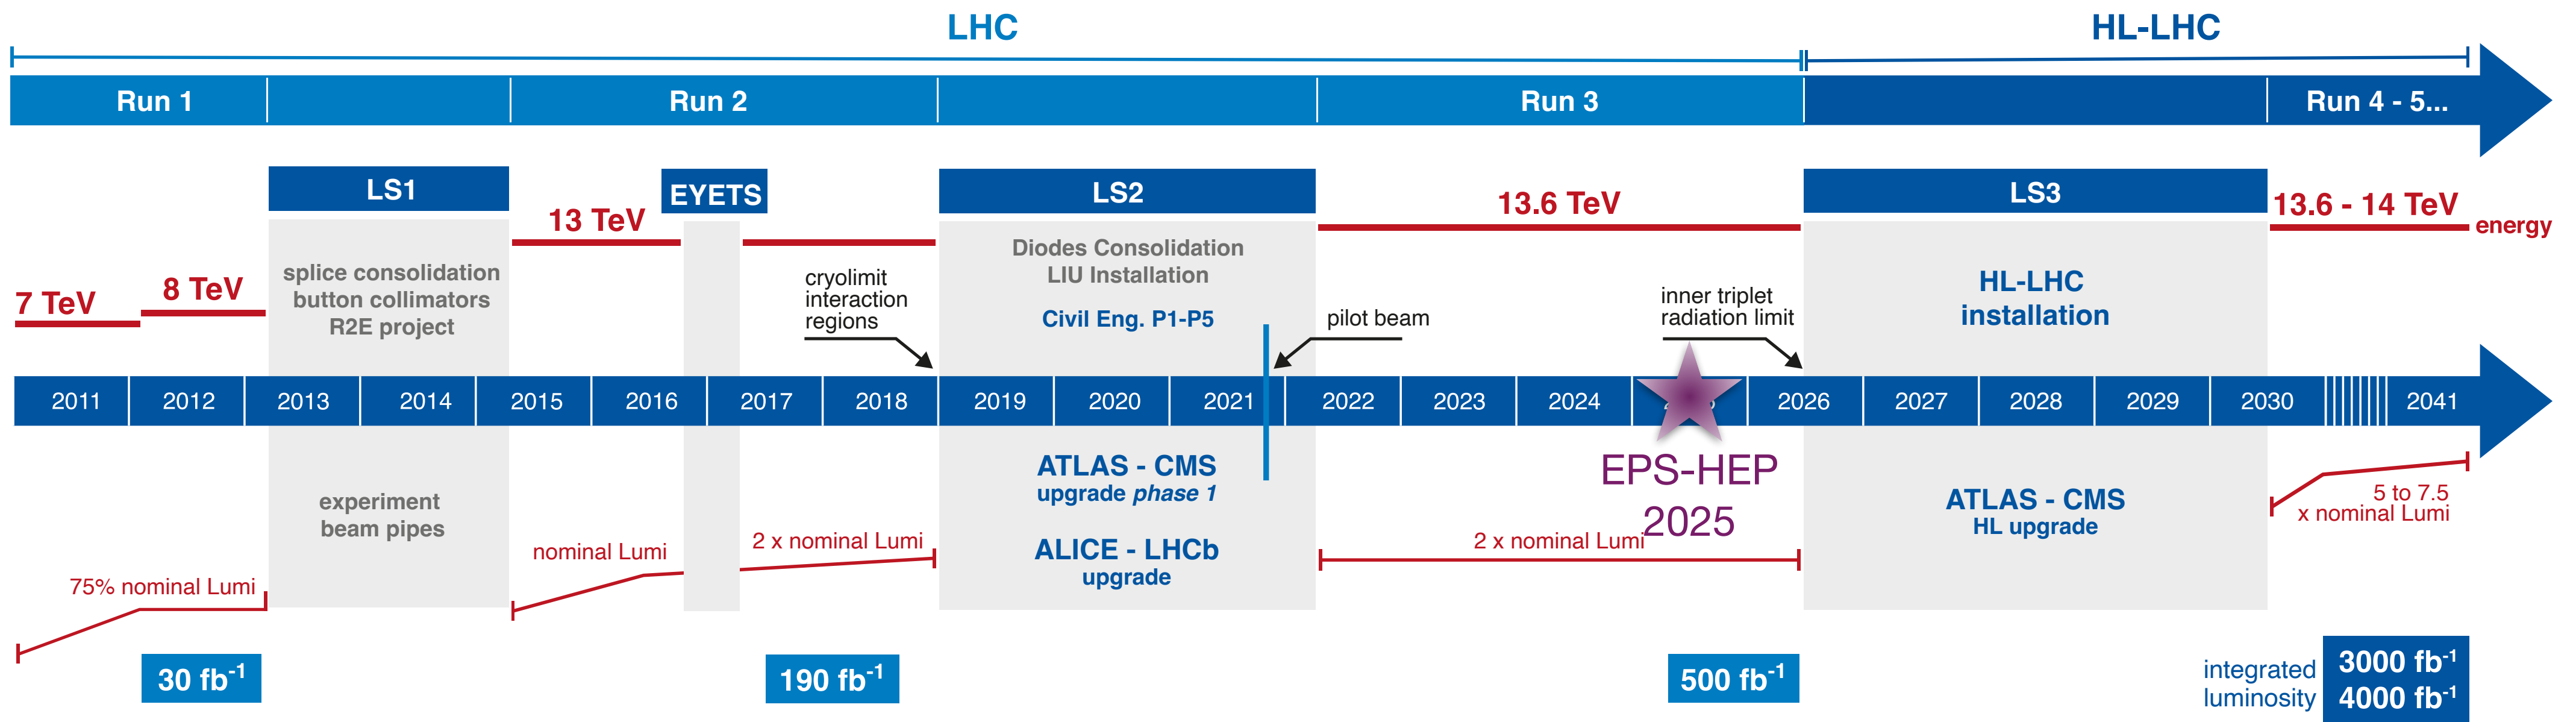 LHC
HL-LHC
Run 1
Run 2
Run 3
Run 4 - 5...
LS1
EYETS
LS2
LS3
13 TeV
13.6 TeV
13.6 - 14 TeV
energy
7 TeV
8 TeV
splice consolidation
button collimators
R2E project
cryolimit
interaction
regions
Diodes Consolidation
LIU Installation
Civil Eng. P1-P5
pilot beam
inner triplet
radiation limit
HL-LHC
installation
2011
2012
2013
2014
2015
2016
2017
2018
2019
2020
2021
2022
2023
2024
2026
2027
2028
2029
2030
2041
experiment
beam pipes
ATLAS - CMS
upgrade phase 1
ALICE - LHCb
upgrade
EPS-HEP
2025
ATLAS - CMS
HL upgrade
5 to 7.5
x nominal Lumi
75% nominal Lumi
nominal Lumi
2 x nominal Lumi
2 x nominal Lumi
30 fb⁻¹
190 fb⁻¹
500 fb⁻¹
integrated
luminosity
3000 fb⁻¹
4000 fb⁻¹